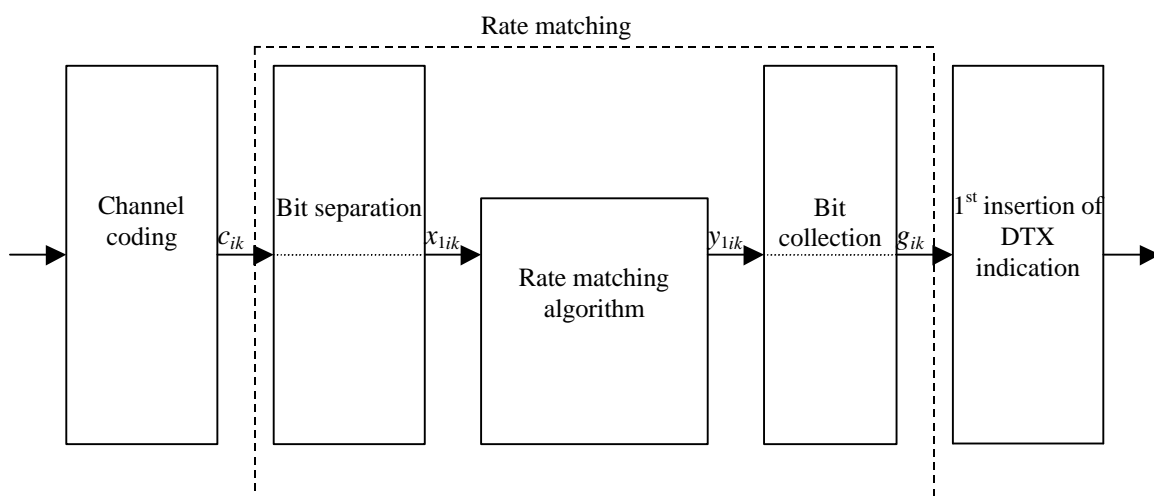 Rate matching
Channel
coding
c_ik
Bit separation
x_1ik
Rate matching
algorithm
y_1ik
Bit
collection
g_ik
1st insertion of
DTX
indication